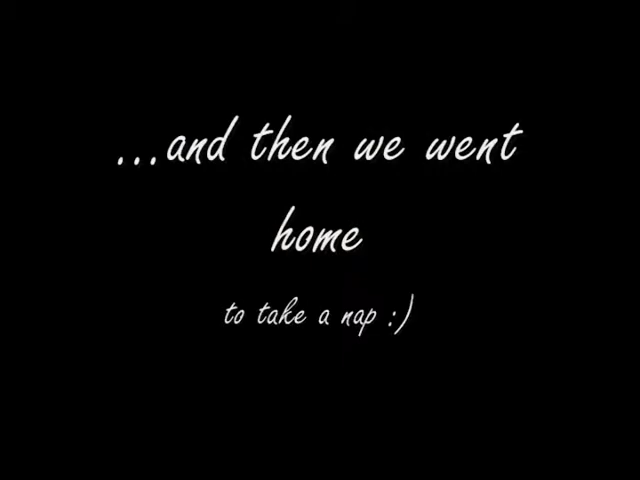 ...and then we went
home
to take a nap :)